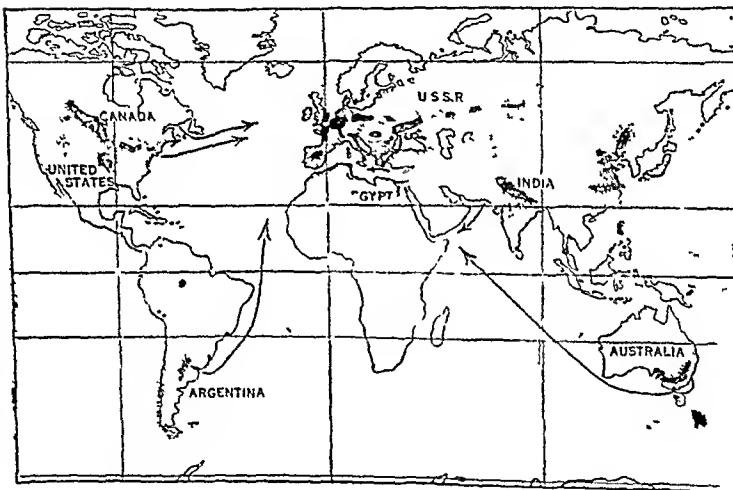 CANADA
U.S.S.R
UNITED
STATES
INDIA
GYPT
AUSTRALIA
ARGENTINA